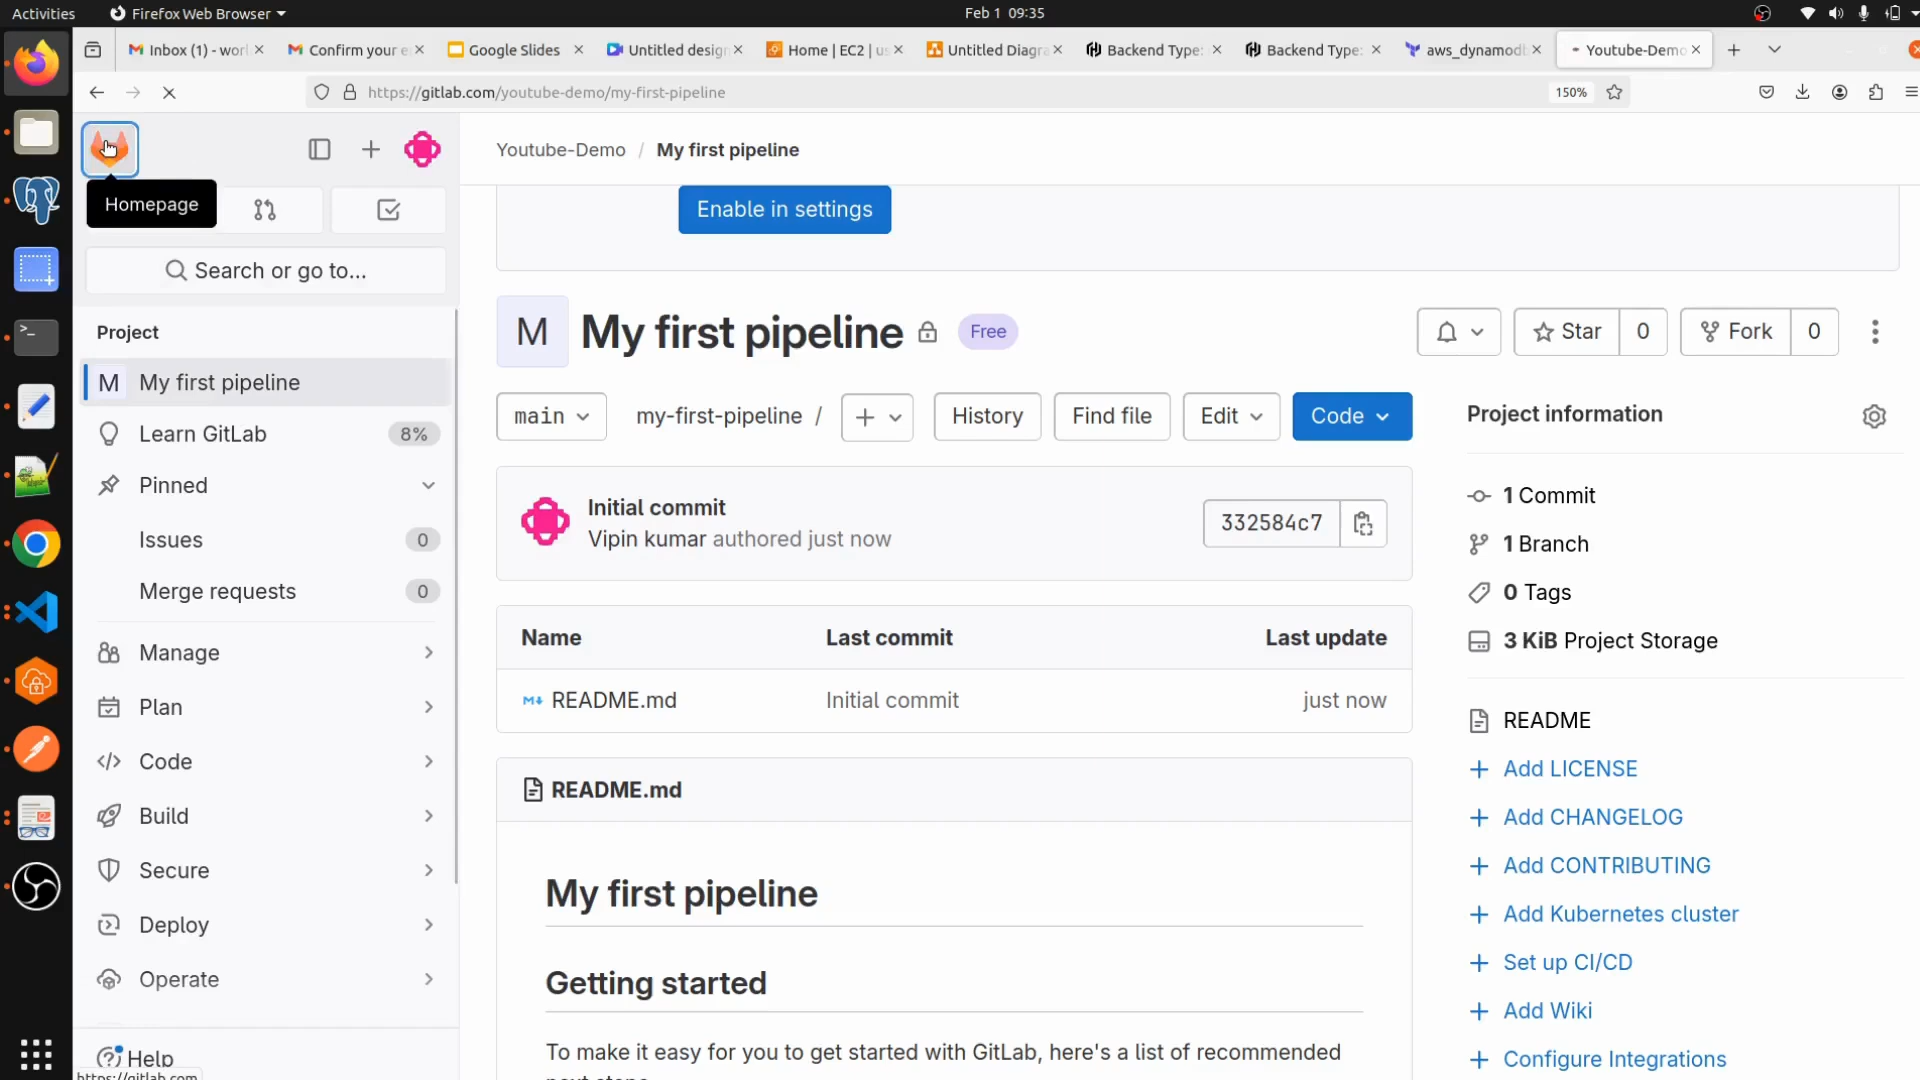 Activities
Firefox Web Browser
Feb 1 09:35
Inbox (1) - worl
Confirm your e
Google Slides
Untitled design
Home | EC2 | us
Untitled Diagra
Backend Type:
Backend Type:
aws_dynamodb
Youtube-Demo
https://gitlab.com/youtube-demo/my-first-pipeline
150%
Homepage
Search or go to...
Project
M My first pipeline
Learn GitLab 8%
Pinned
Issues 0
Merge requests 0
Manage
Plan
Code
Build
Secure
Deploy
Operate
Help
https://gitlab.com
Youtube-Demo / My first pipeline
Enable in settings
M My first pipeline Free
Star 0
Fork 0
main
my-first-pipeline /
History
Find file
Edit
Code
Initial commit
Vipin kumar authored just now
332584c7
Name Last commit Last update
README.md Initial commit just now
README.md
My first pipeline
Getting started
To make it easy for you to get started with GitLab, here's a list of recommended
next steps.
Project information
1 Commit
1 Branch
0 Tags
3 KiB Project Storage
README
Add LICENSE
Add CHANGELOG
Add CONTRIBUTING
Add Kubernetes cluster
Set up CI/CD
Add Wiki
Configure Integrations